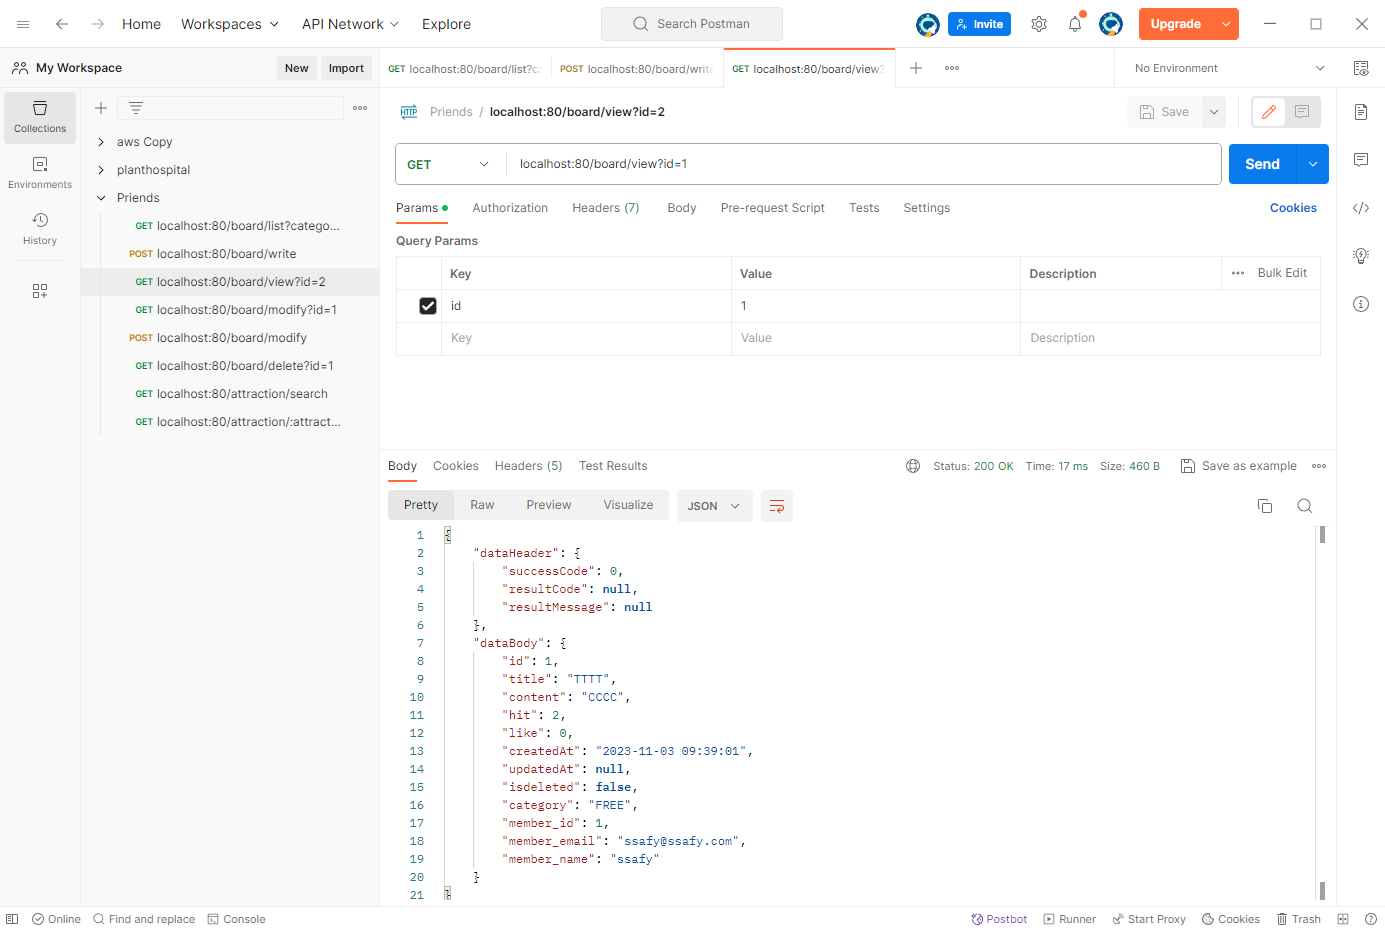 Home Workspaces API Network Explore Search Postman Invite Upgrade
My Workspace New Import GET localhost:80/board/list?c POST localhost:80/board/writ GET localhost:80/board/view? No Environment
Collections
Environments
History
aws Copy
planthospital
Priends
GET localhost:80/board/list?catego...
POST localhost:80/board/write
GET localhost:80/board/view?id=2
GET localhost:80/board/modify?id=1
POST localhost:80/board/modify
GET localhost:80/board/delete?id=1
GET localhost:80/attraction/search
GET localhost:80/attraction/:attract...
HTTP Priends / localhost:80/board/view?id=2 Save
GET localhost:80/board/view?id=1 Send
Params Authorization Headers (7) Body Pre-request Script Tests Settings Cookies
Query Params
Key Value Description Bulk Edit
id 1
Key Value Description
Body Cookies Headers (5) Test Results Status: 200 OK Time: 17 ms Size: 460 B Save as example
Pretty Raw Preview Visualize JSON
1 {
2 "dataHeader": {
3 "successCode": 0,
4 "resultCode": null,
5 "resultMessage": null
6 },
7 "dataBody": {
8 "id": 1,
9 "title": "TTTT",
10 "content": "CCCC",
11 "hit": 2,
12 "like": 0,
13 "createdAt": "2023-11-03 09:39:01",
14 "updatedAt": null,
15 "isdeleted": false,
16 "category": "FREE",
17 "member_id": 1,
18 "member_email": "ssafy@ssafy.com",
19 "member_name": "ssafy"
20 }
21 }
Online Find and replace Console Postbot Runner Start Proxy Cookies Trash